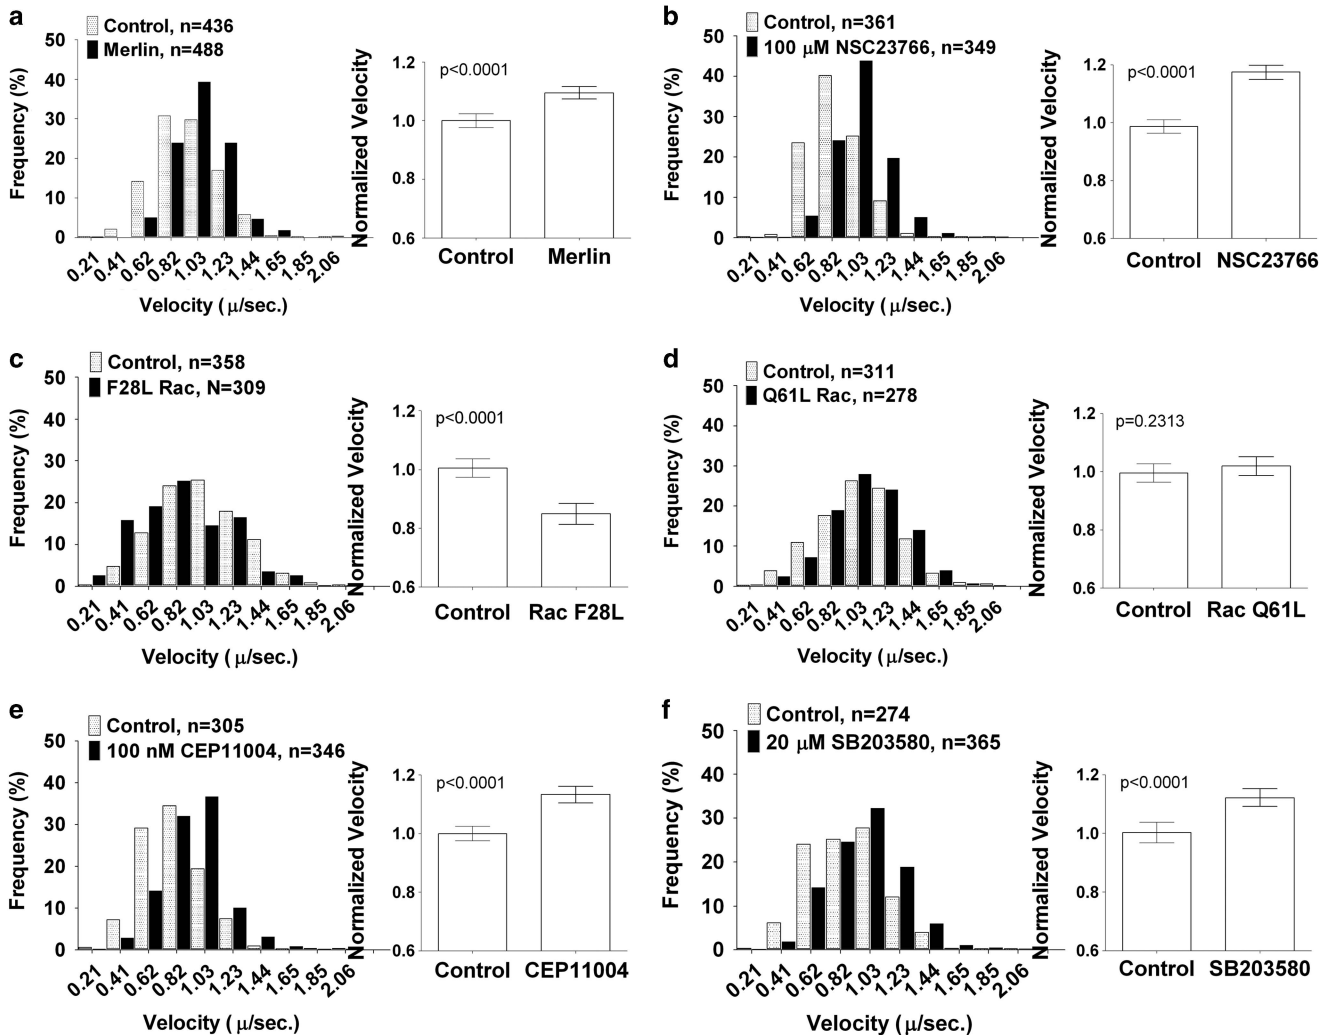 a
Control, n=436
Merlin, n=488
Frequency (%)
50
40
30
20
10
0
0.21 0.41 0.62 0.82 1.03 1.23 1.44 1.65 1.85 2.06
Velocity ( μ/sec.)
Normalized Velocity
1.2
1.0
0.8
0.6
p<0.0001
Control Merlin
b
Control, n=361
100 μM NSC23766, n=349
Frequency (%)
50
40
30
20
10
0
0.21 0.41 0.62 0.82 1.03 1.23 1.44 1.65 1.85 2.06
Velocity ( μ/sec.)
Normalized Velocity
1.2
1.0
0.8
0.6
p<0.0001
Control NSC23766
c
Control, n=358
F28L Rac, N=309
Frequency (%)
50
40
30
20
10
0
0.21 0.41 0.62 0.82 1.03 1.23 1.44 1.65 1.85 2.06
Velocity ( μ/sec.)
Normalized Velocity
1.2
1.0
0.8
0.6
p<0.0001
Control Rac F28L
d
Control, n=311
Q61L Rac, n=278
Frequency (%)
50
40
30
20
10
0
0.21 0.41 0.62 0.82 1.03 1.23 1.44 1.65 1.85 2.06
Velocity ( μ/sec.)
Normalized Velocity
1.2
1.0
0.8
0.6
p=0.2313
Control Rac Q61L
e
Control, n=305
100 nM CEP11004, n=346
Frequency (%)
50
40
30
20
10
0
0.21 0.41 0.62 0.82 1.03 1.23 1.44 1.65 1.85 2.06
Velocity ( μ/sec.)
Normalized Velocity
1.2
1.0
0.8
0.6
p<0.0001
Control CEP11004
f
Control, n=274
20 μM SB203580, n=365
Frequency (%)
50
40
30
20
10
0
0.21 0.41 0.62 0.82 1.03 1.23 1.44 1.65 1.85 2.06
Velocity ( μ/sec.)
Normalized Velocity
1.2
1.0
0.8
0.6
p<0.0001
Control SB203580